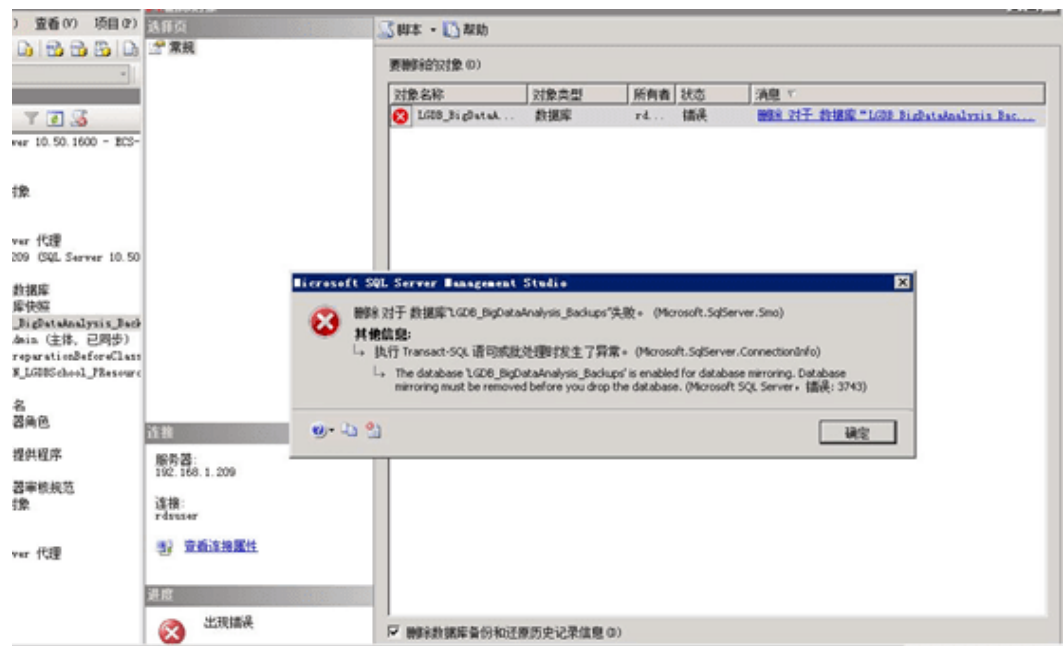 查看(V) 项目(P)
选择页
常规
脚本
帮助
要删除的对象(O)
对象名称 对象类型 所有者 状态 消息
LGDB_BigDataA... 数据库 rd... 错误 删除 对于 数据库“LGDB_BigDataAnalysis_Bac...
ver 10.50.1600 - ECS-
对象
ver 代理
209 (SQL Server 10.50
数据库
库快照
_BigDataAnalysis_Back
dmin (主体, 已同步)
reparationBeforeClass
名
器角色
提供程序
器审核规范
对象
ver 代理
Microsoft SQL Server Management Studio
删除 对于 数据库“LGDB_BigDataAnalysis_Backups”失败。 (Microsoft.SqlServer.Smo)
其他信息:
执行 Transact-SQL 语句或批处理时发生了异常。 (Microsoft.SqlServer.ConnectionInfo)
The database 'LGDB_BigDataAnalysis_Backups' is enabled for database mirroring. Database
mirroring must be removed before you drop the database. (Microsoft SQL Server，错误: 3743)
确定
连接
服务器:
192.168.1.209
连接:
rdsuser
查看连接属性
进度
出现错误
删除数据库备份和还原历史记录信息(D)